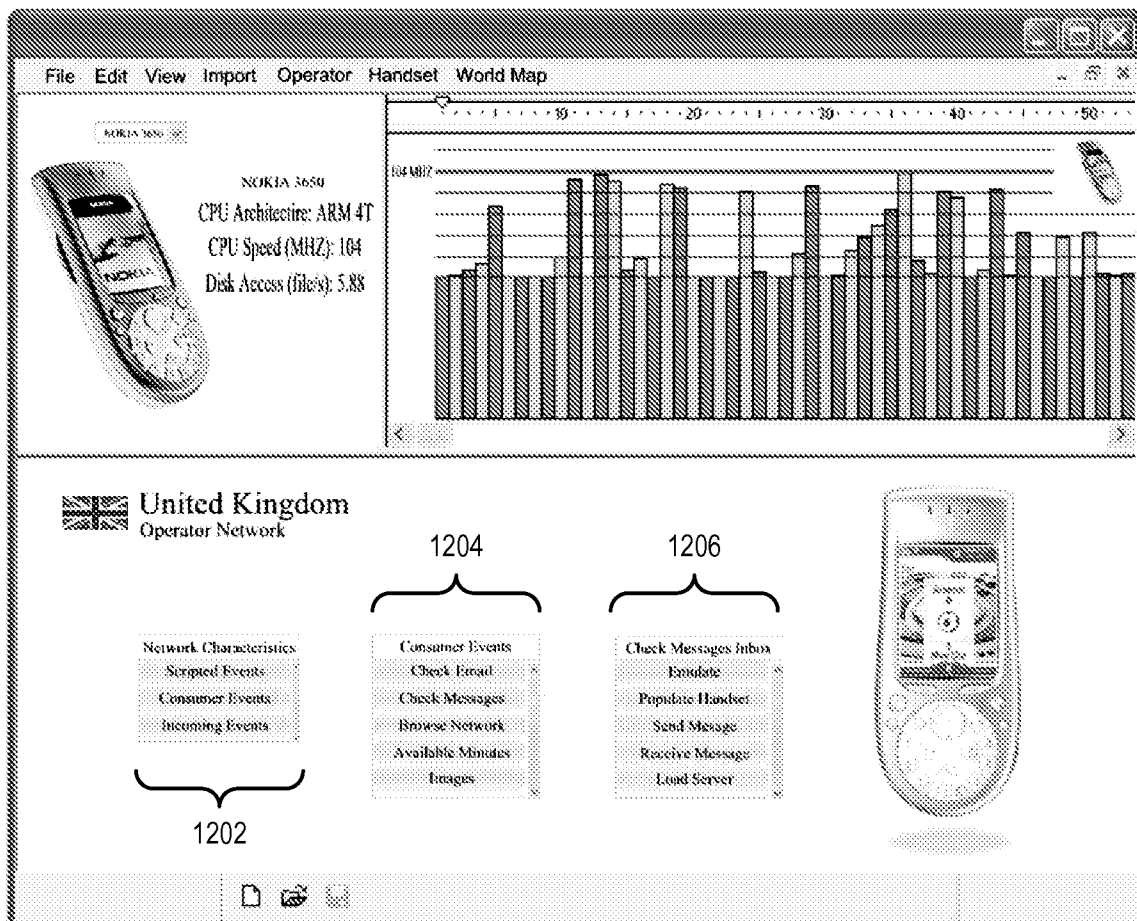 File Edit View Import Operator Handset World Map
NOKIA 3650
10 20 30 40 50
104 MHZ
NOKIA 3650
CPU Architectire: ARM 4T
CPU Speed (MHZ): 104
Disk Access (file/s): 5.88
NOKIA
United Kingdom
Operator Network
1204
1206
Network Characteristics
Scripted Events
Consumer Events
Incoming Events
1202
Consumer Events
Check Email
Check Messages
Browse Network
Available Minutes
Images
Check Messages Inbox
Emulate
Populate Handset
Send Mesage
Receive Message
Load Server